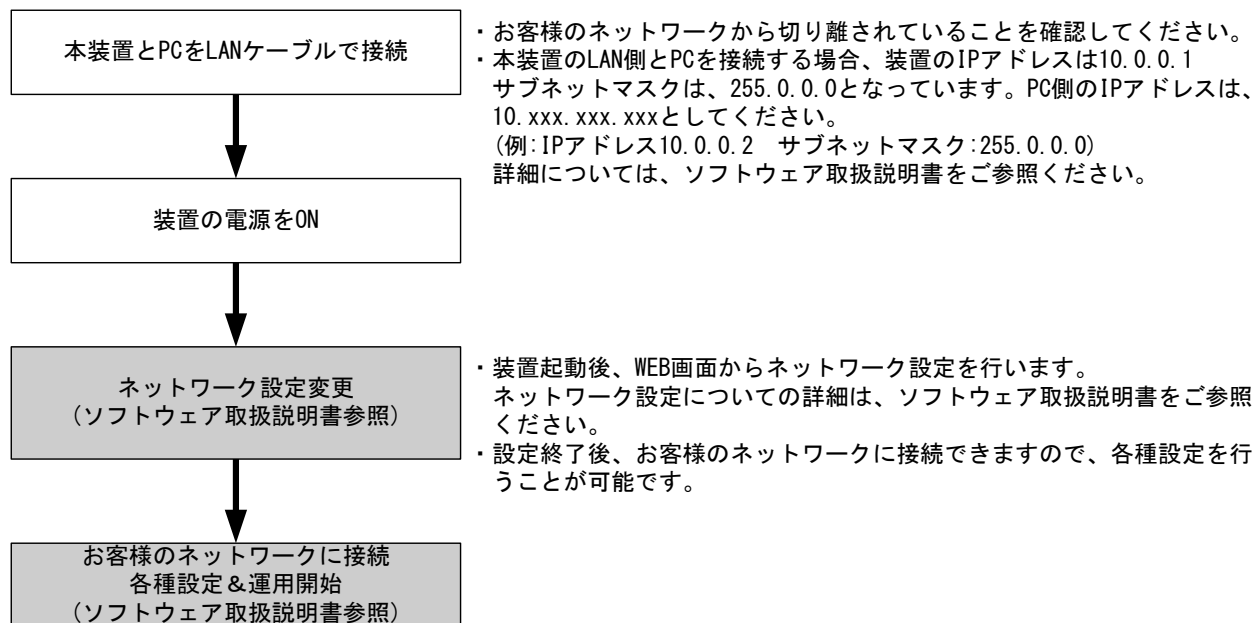 本装置とPCをLANケーブルで接続
・お客様のネットワークから切り離されていることを確認してください。
・本装置のLAN側とPCを接続する場合、装置のIPアドレスは10.0.0.1
サブネットマスクは、255.0.0.0となっています。PC側のIPアドレスは、
10.xxx.xxx.xxxとしてください。
(例:IPアドレス10.0.0.2　サブネットマスク:255.0.0.0)
詳細については、ソフトウェア取扱説明書をご参照ください。
装置の電源をON
ネットワーク設定変更
(ソフトウェア取扱説明書参照)
・装置起動後、WEB画面からネットワーク設定を行います。
ネットワーク設定についての詳細は、ソフトウェア取扱説明書をご参照
ください。
・設定終了後、お客様のネットワークに接続できますので、各種設定を行
うことが可能です。
お客様のネットワークに接続
各種設定＆運用開始
(ソフトウェア取扱説明書参照)